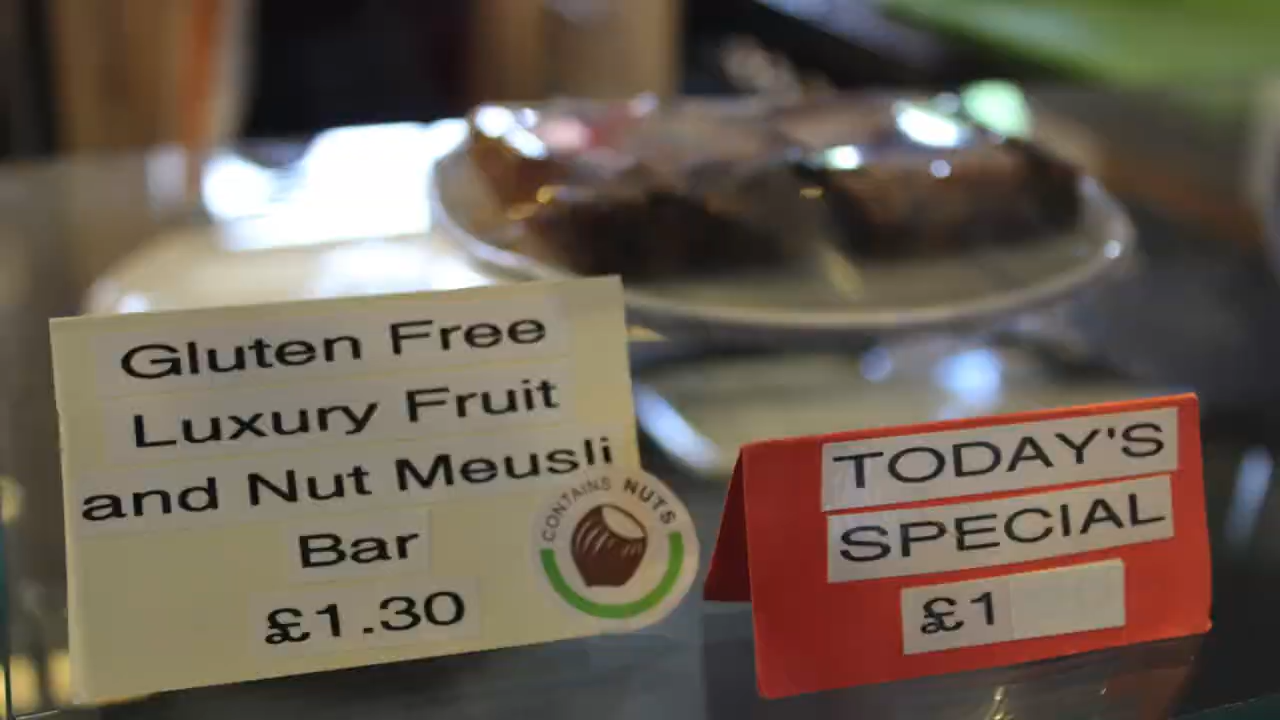 Gluten Free
Luxury Fruit
and Nut Meusli
Bar
£1.30
CONTAINS NUTS
TODAY'S
SPECIAL
£1